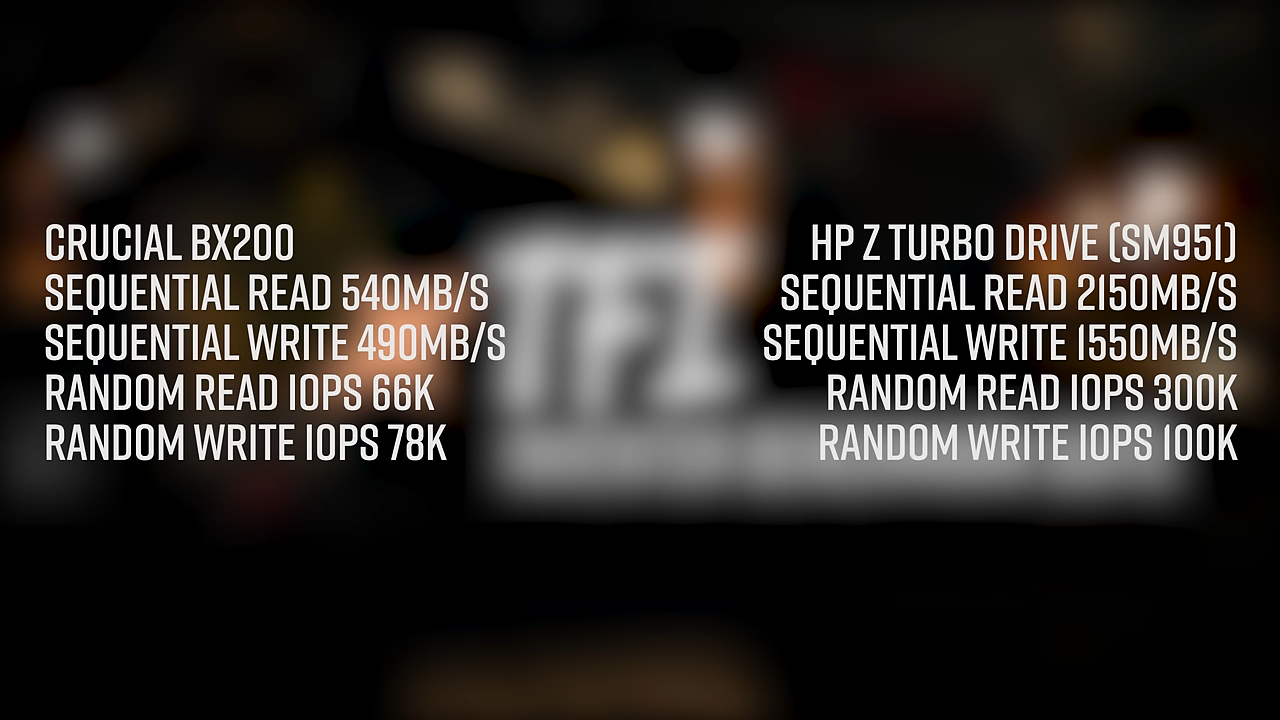 CRUCIAL BX200
SEQUENTIAL READ 540MB/S
SEQUENTIAL WRITE 490MB/S
RANDOM READ IOPS 66K
RANDOM WRITE IOPS 78K
HP Z TURBO DRIVE (SM951)
SEQUENTIAL READ 2150MB/S
SEQUENTIAL WRITE 1550MB/S
RANDOM READ IOPS 300K
RANDOM WRITE IOPS 100K